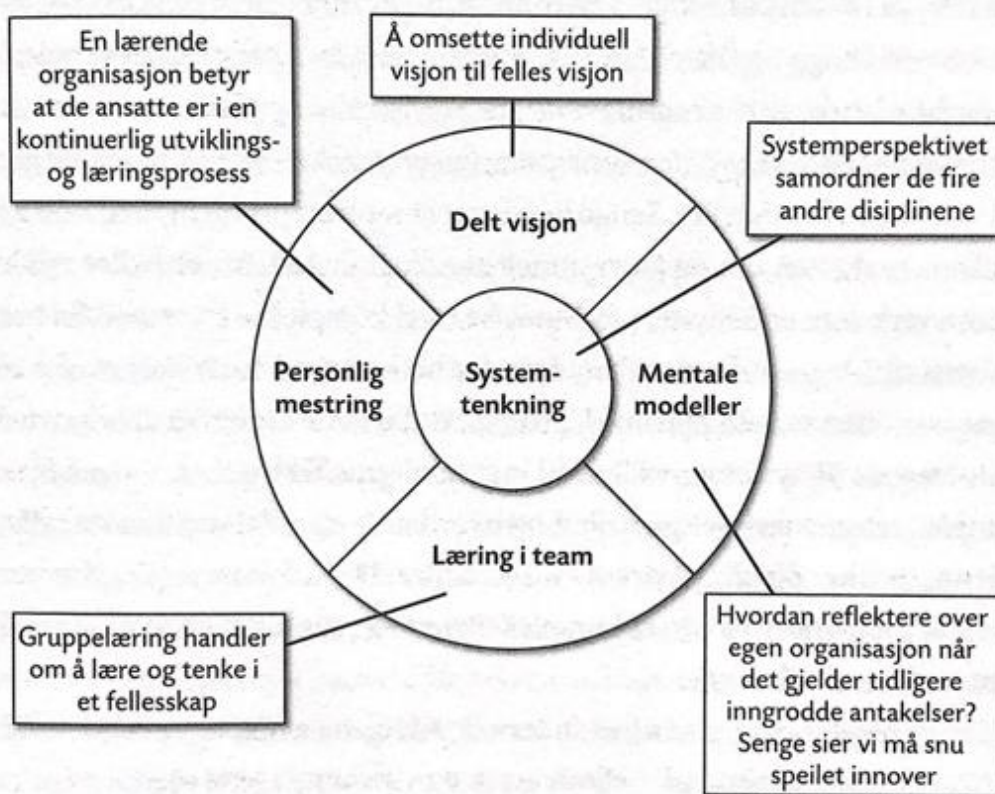 En lærende
organisasjon betyr
at de ansatte er i en
kontinuerlig utviklings-
og læringsprosess
Å omsette individuell
visjon til felles visjon
Systemperspektivet
samordner de fire
andre disiplinene
Delt visjon
Personlig
mestring
System-
tenkning
Mentale
modeller
Læring i team
Gruppelæring handler
om å lære og tenke i
et fellesskap
Hvordan reflektere over
egen organisasjon når
det gjelder tidligere
inngrodde antakelser?
Senge sier vi må snu
speilet innover